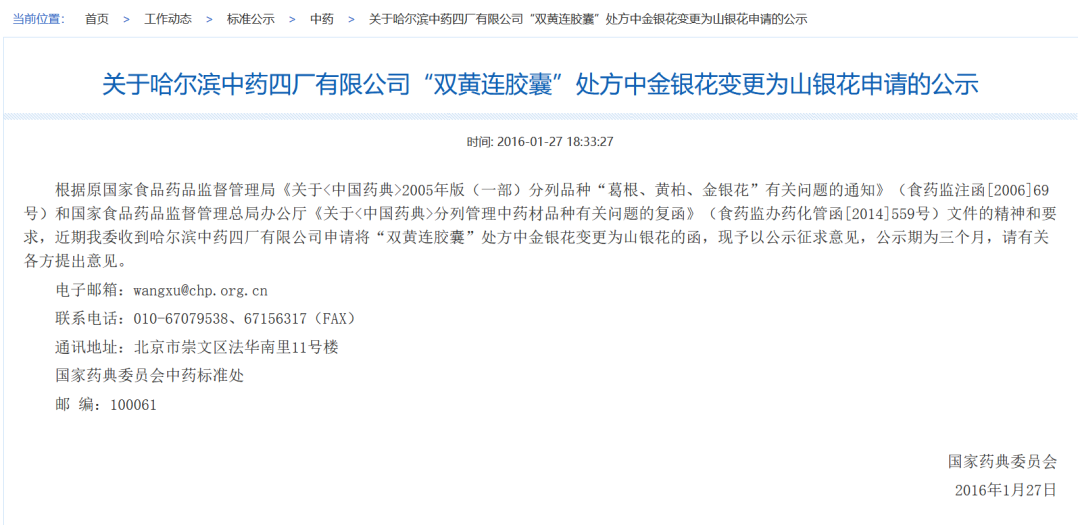 当前位置： 首页 > 工作动态 > 标准公示 > 中药 > 关于哈尔滨中药四厂有限公司“双黄连胶囊”处方中金银花变更为山银花申请的公示
关于哈尔滨中药四厂有限公司“双黄连胶囊”处方中金银花变更为山银花申请的公示
时间: 2016-01-27 18:33:27
根据原国家食品药品监督管理局《关于<中国药典>2005年版（一部）分列品种“葛根、黄柏、金银花”有关问题的通知》（食药监注函[2006]69
号）和国家食品药品监督管理总局办公厅《关于<中国药典>分列管理中药材品种有关问题的复函》（食药监办药化管函[2014]559号）文件的精神和要
求，近期我委收到哈尔滨中药四厂有限公司申请将“双黄连胶囊”处方中金银花变更为山银花的函，现予以公示征求意见，公示期为三个月，请有关
各方提出意见。
电子邮箱：wangxu@chp.org.cn
联系电话：010-67079538、67156317（FAX）
通讯地址：北京市崇文区法华南里11号楼
国家药典委员会中药标准处
邮 编：100061
国家药典委员会
2016年1月27日